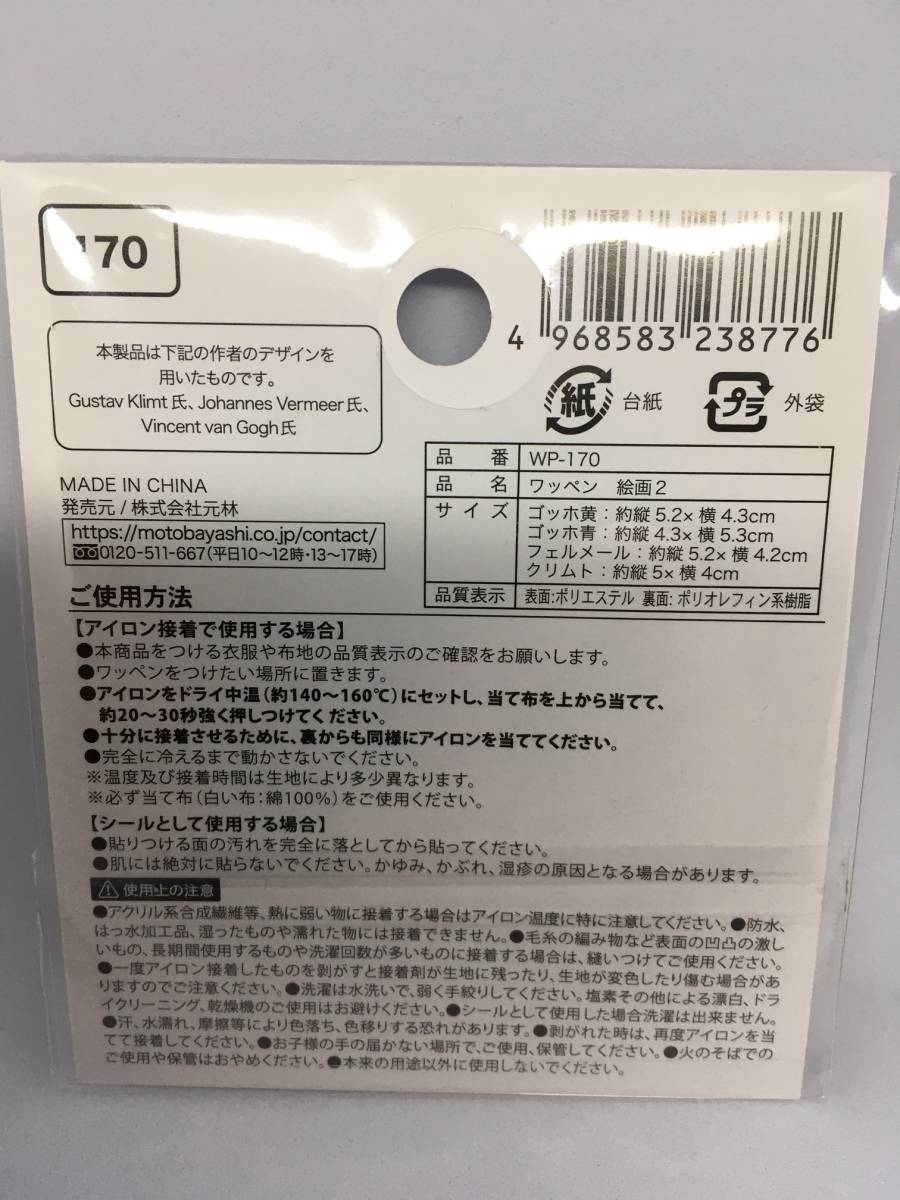 170
4 968583 238776
本製品は下記の作者のデザインを
用いたものです。
Gustav Klimt 氏、Johannes Vermeer 氏、
Vincent van Gogh 氏
紙 台紙
プラ 外袋
MADE IN CHINA
発売元 / 株式会社元林
https://motobayashi.co.jp/contact/
0120-511-667(平日10〜12時・13〜17時)
品番 WP-170
品名 ワッペン 絵画2
サイズ ゴッホ黄：約縦 5.2× 横 4.3cm
ゴッホ青：約縦 4.3× 横 5.3cm
フェルメール：約縦 5.2× 横 4.2cm
クリムト：約縦 5× 横 4cm
品質表示 表面:ポリエステル 裏面: ポリオレフィン系樹脂
ご使用方法
【アイロン接着で使用する場合】
●本商品をつける衣服や布地の品質表示のご確認をお願いします。
●ワッペンをつけたい場所に置きます。
●アイロンをドライ中温(約140〜160℃)にセットし、当て布を上から当てて、
約20〜30秒強く押しつけてください。
●十分に接着させるために、裏からも同様にアイロンを当ててください。
●完全に冷えるまで動かさないでください。
※温度及び接着時間は生地により多少異なります。
※必ず当て布(白い布：綿100%)をご使用ください。
【シールとして使用する場合】
●貼りつける面の汚れを完全に落としてから貼ってください。
●肌には絶対に貼らないでください。かゆみ、かぶれ、湿疹の原因となる場合があります。
使用上の注意
●アクリル系合成繊維等、熱に弱い物に接着する場合はアイロン温度に特に注意してください。●防水、
はっ水加工品、湿ったものや濡れた物には接着できません。●毛糸の編み物など表面の凹凸の激し
いもの、長期間使用するものや洗濯回数が多いものに接着する場合は、縫いつけてご使用ください。
●一度アイロン接着したものを剥がすと接着剤が生地に残ったり、生地が変色したり傷む場合があ
りますのでご注意ください。●洗濯は水洗いで、弱く手絞りしてください。塩素その他による漂白、ドラ
イクリーニング、乾燥機のご使用はお避けください。●シールとして使用した場合洗濯は出来ません。
●汗、水濡れ、摩擦等により色落ち、色移りする恐れがあります。●剥がれた時は、再度アイロンを当
てて接着してください。●お子様の手の届かない場所で、ご使用、保管してください。●火のそばでの
ご使用や保管はおやめください。●本来の用途以外に使用しないでください。